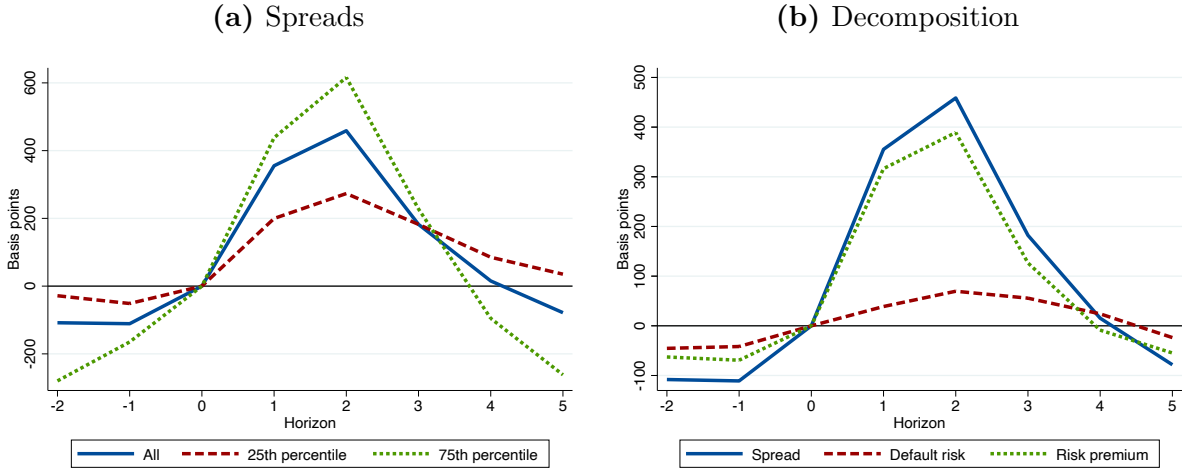 (a) Spreads
Basis points
600
400
200
0
-200
-2 -1 0 1 2 3 4 5
Horizon
All 25th percentile 75th percentile
(b) Decomposition
Basis points
500
400
300
200
100
0
-100
-2 -1 0 1 2 3 4 5
Horizon
Spread Default risk Risk premium